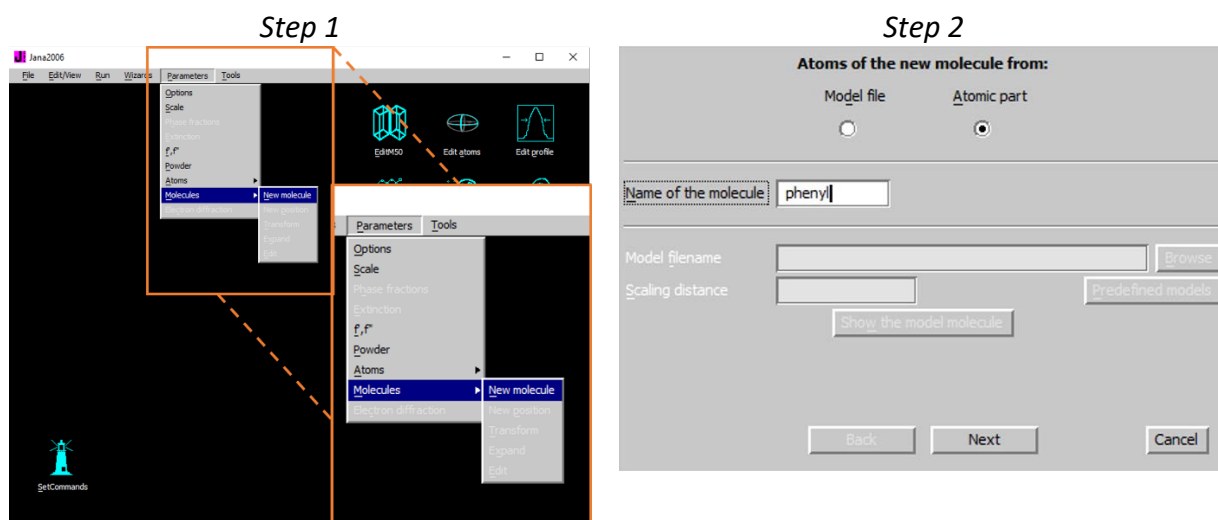 Step 1
Step 2
Jana2006
File Edit/View Run Wizards Parameters Tools
Options
Scale
Phase fractions
Extinction
f',f"
Powder
Atoms
Molecules
Electron diffraction
New molecule
New position
Transform
Expand
Edit
EditM50
Edit atoms
Edit profile
SetCommands
Parameters Tools
Options
Scale
Phase fractions
Extinction
f',f"
Powder
Atoms
Molecules
Electron diffraction
New molecule
New position
Transform
Expand
Edit
Atoms of the new molecule from:
Model file Atomic part
Name of the molecule phenyl
Model filename Browse
Scaling distance Predefined models
Show the model molecule
Back Next Cancel